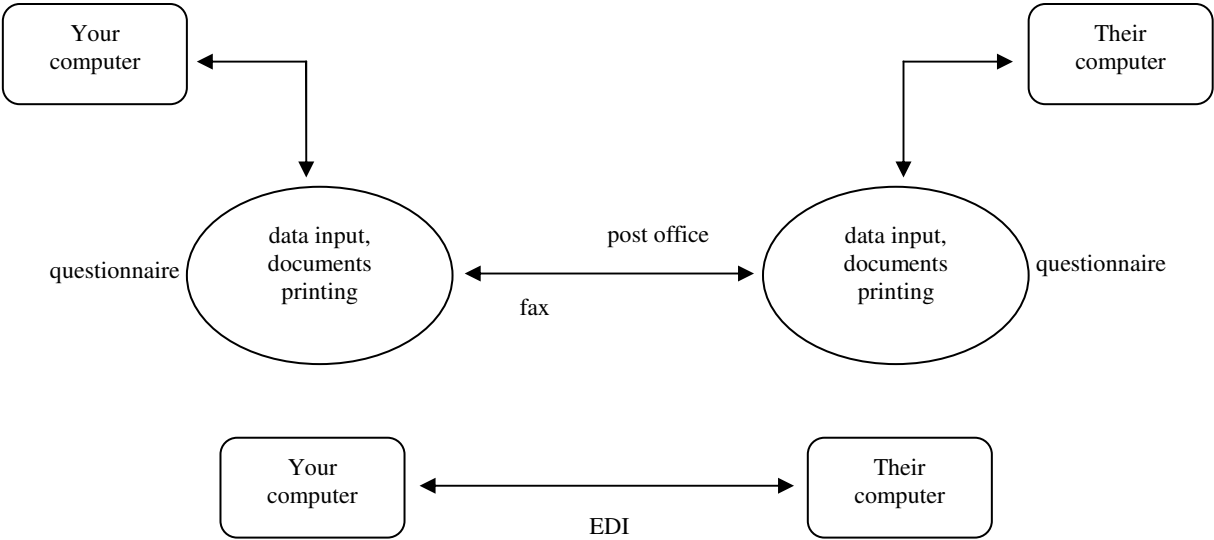 Your
computer
Their
computer
questionnaire
data input,
documents
printing
post office
fax
data input,
documents
printing
questionnaire
Your
computer
EDI
Their
computer